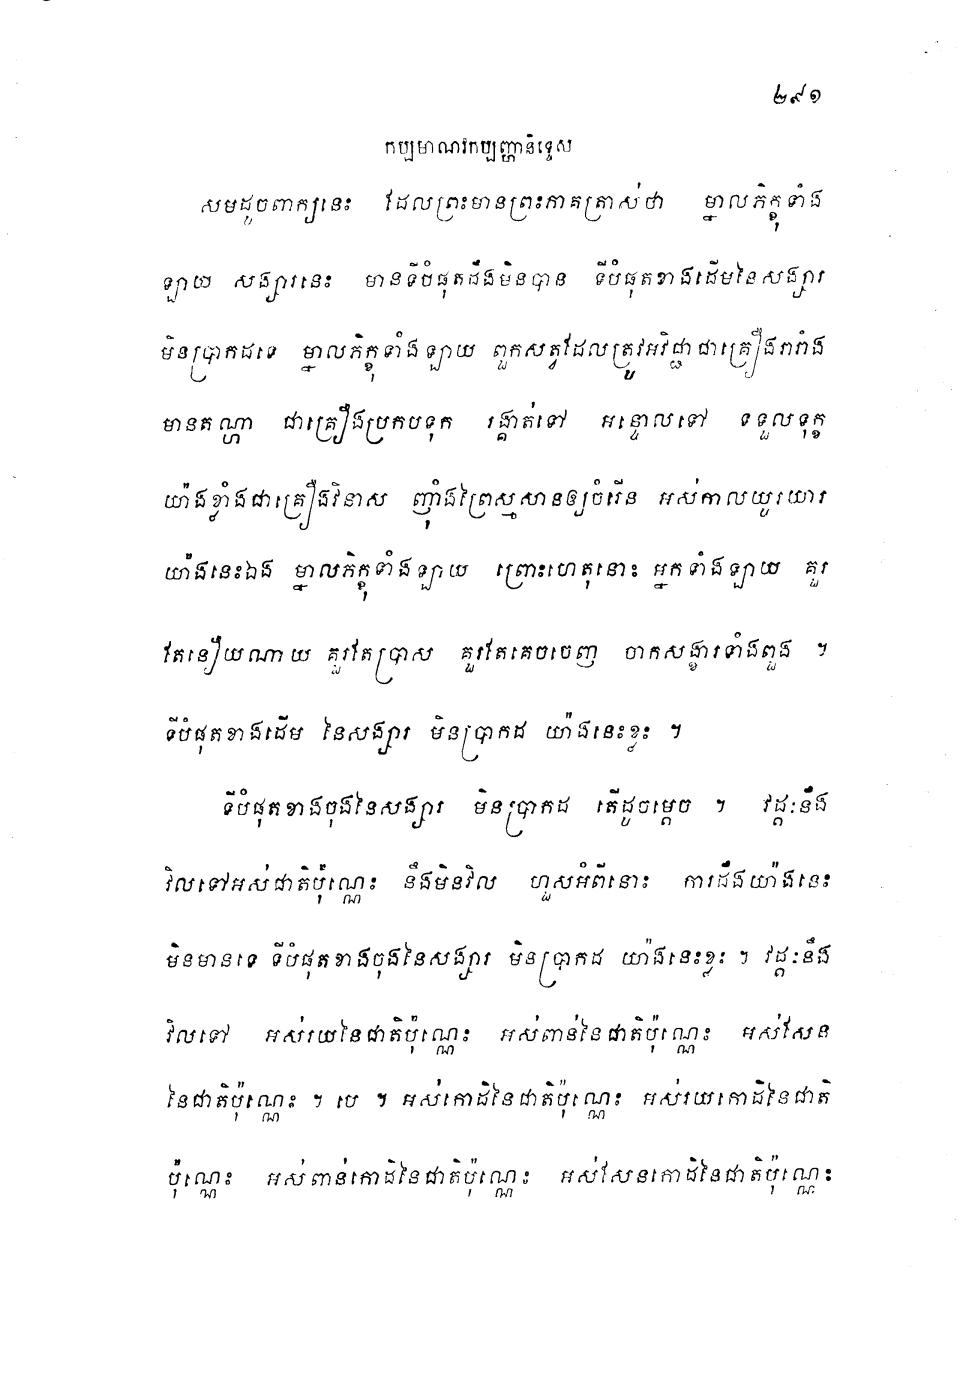 ២៩១
កប្បមាណវកប្បញ្ហានិទ្ទេស
សមដូចពាក្យនេះ ដែលព្រះមានព្រះភាគត្រាស់ថា ម្នាលភិក្ខុទាំង
ឡាយ សង្សារនេះ មានទីបំផុតដឹងមិនបាន ទីបំផុតខាងដើមនៃសង្សារ
មិនប្រាកដទេ ម្នាលភិក្ខុទាំងឡាយ ពួកសត្វដែលត្រូវអវិជ្ជាជាគ្រឿងរារាំង
មានតណ្ហា ជាគ្រឿងប្រកបទុក រង្គាត់ទៅ អន្ទោលទៅ ទទួលទុក្ខ
យ៉ាងខ្លាំងជាគ្រឿងវិនាស ញ៉ាំងព្រៃស្មសានឲ្យចំរើន អស់កាលយូរយារ
យ៉ាងនេះឯង ម្នាលភិក្ខុទាំងឡាយ ព្រោះហេតុនោះ អ្នកទាំងឡាយ គួរ
តែនឿយណាយ គួរតែប្រាស គួរតែគេចចេញ ចាកសង្ខារទាំងពួង ។
ទីបំផុតខាងដើម នៃសង្សារ មិនប្រាកដ យ៉ាងនេះខ្លះ ។
ទីបំផុតខាងចុងនៃសង្សារ មិនប្រាកដ តើដូចម្តេច ។ វដ្តៈនឹង
វិលទៅអស់ជាតិប៉ុណ្ណេះ នឹងមិនវិល ហួសអំពីនោះ ការដឹងយ៉ាងនេះ
មិនមានទេ ទីបំផុតខាងចុងនៃសង្សារ មិនប្រាកដ យ៉ាងនេះខ្លះ ។ វដ្តៈនឹង
វិលទៅ អស់រយនៃជាតិប៉ុណ្ណេះ អស់ពាន់នៃជាតិប៉ុណ្ណេះ អស់សែន
នៃជាតិប៉ុណ្ណេះ ។ បេ ។ អស់កោដិនៃជាតិប៉ុណ្ណេះ អស់រយកោដិនៃជាតិ
ប៉ុណ្ណេះ អស់ពាន់កោដិនៃជាតិប៉ុណ្ណេះ អស់សែនកោដិនៃជាតិប៉ុណ្ណេះ